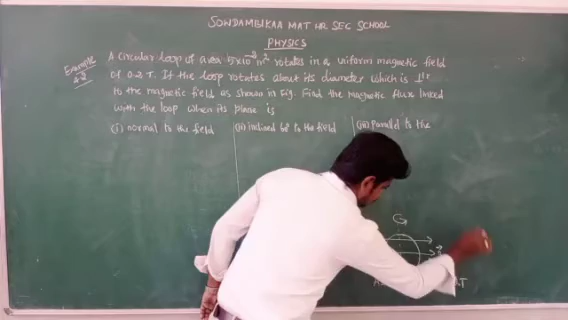 SOWDAMBIKAA MAT HR SEC SCHOOL
PHYSICS
Example 4.2
A circular loop of area 5x10⁻² m² rotates in a uniform magnetic field
of 0.2 T. If the loop rotates about its diameter which is ⊥lr
to the magnetic field as shown in fig. Find the magnetic flux linked
with the loop when its plane is
(i) normal to the field (ii) inclined 60° to the field (iii) parallel to the